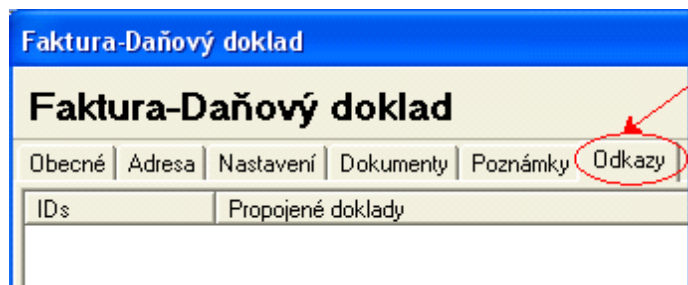 Faktura-Daňový doklad
Faktura-Daňový doklad
Obecné Adresa Nastavení Dokumenty Poznámky Odkazy
IDs Propojené doklady